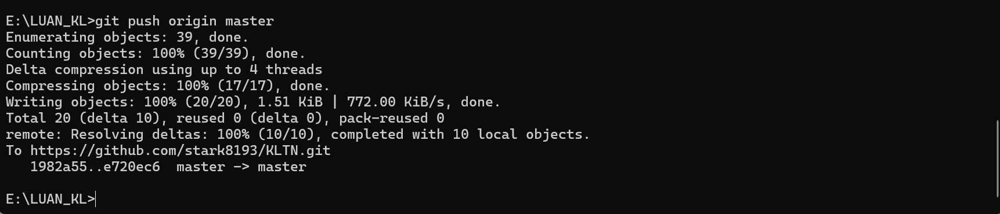 E:\LUAN_KL>git push origin master
Enumerating objects: 39, done.
Counting objects: 100% (39/39), done.
Delta compression using up to 4 threads
Compressing objects: 100% (17/17), done.
Writing objects: 100% (20/20), 1.51 KiB | 772.00 KiB/s, done.
Total 20 (delta 10), reused 0 (delta 0), pack-reused 0
remote: Resolving deltas: 100% (10/10), completed with 10 local objects.
To https://github.com/stark8193/KLTN.git
   1982a55..e720ec6  master -> master
E:\LUAN_KL>